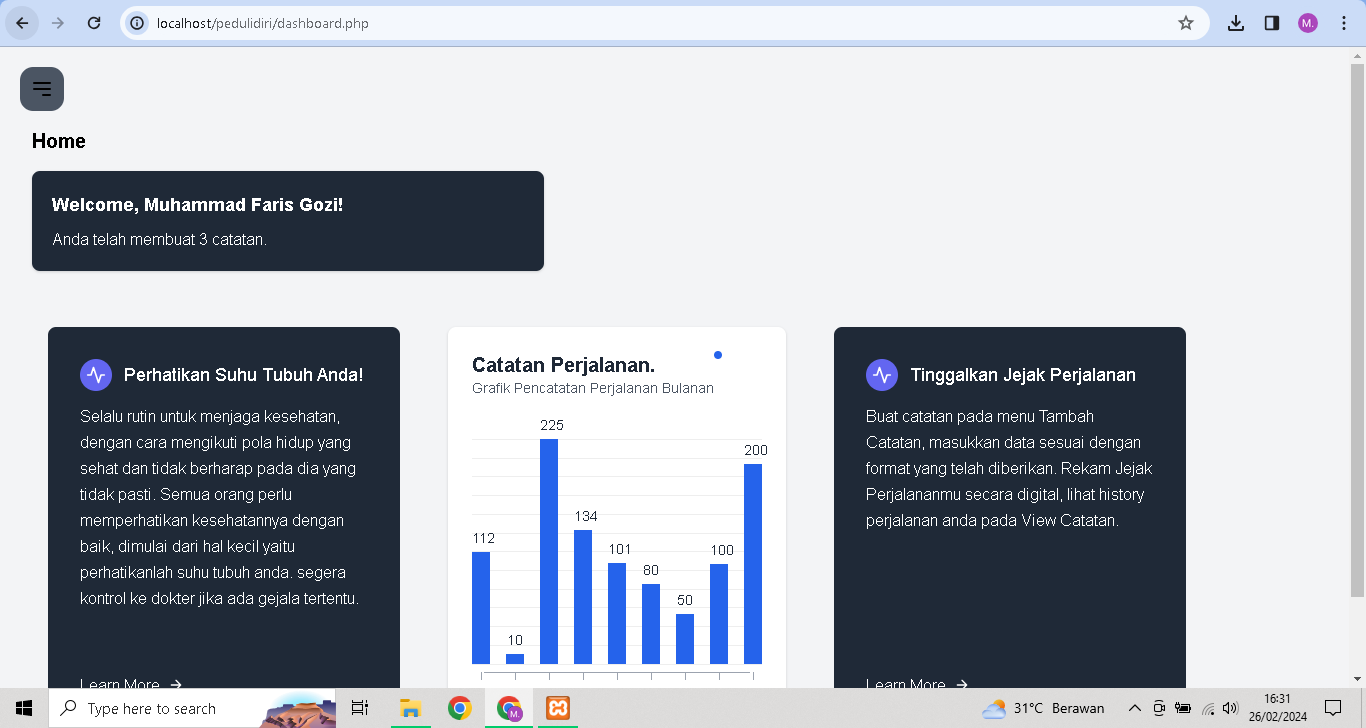 localhost/pedulidiri/dashboard.php
M.
Home
Welcome, Muhammad Faris Gozi!
Anda telah membuat 3 catatan.
Perhatikan Suhu Tubuh Anda!
Selalu rutin untuk menjaga kesehatan,
dengan cara mengikuti pola hidup yang
sehat dan tidak berharap pada dia yang
tidak pasti. Semua orang perlu
memperhatikan kesehatannya dengan
baik, dimulai dari hal kecil yaitu
perhatikanlah suhu tubuh anda. segera
kontrol ke dokter jika ada gejala tertentu.
Learn More
Catatan Perjalanan.
Grafik Pencatatan Perjalanan Bulanan
112
10
225
134
101
80
50
100
200
Tinggalkan Jejak Perjalanan
Buat catatan pada menu Tambah
Catatan, masukkan data sesuai dengan
format yang telah diberikan. Rekam Jejak
Perjalananmu secara digital, lihat history
perjalanan anda pada View Catatan.
Learn More
Type here to search
M.
31°C Berawan
16:31
26/02/2024